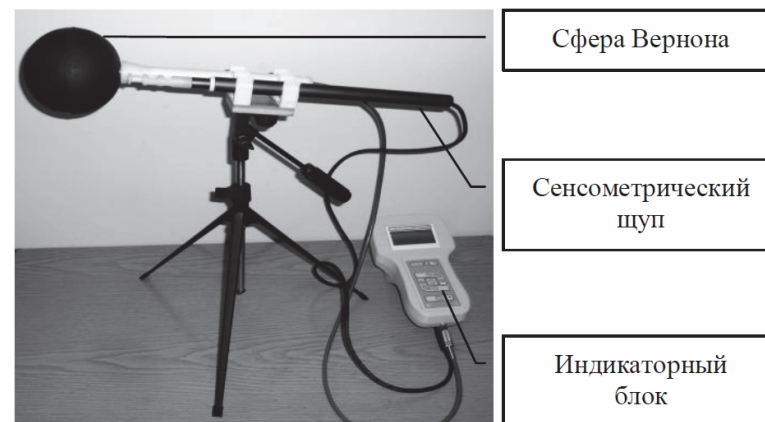 Сфера Вернона
Сенсометрический
щуп
Индикаторный
блок